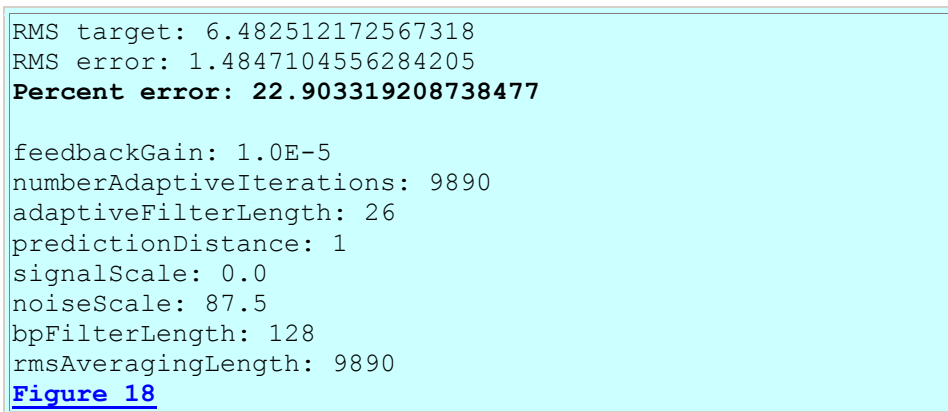 RMS target: 6.482512172567318
RMS error: 1.4847104556284205
Percent error: 22.903319208738477
feedbackGain: 1.0E-5
numberAdaptiveIterations: 9890
adaptiveFilterLength: 26
predictionDistance: 1
signalScale: 0.0
noiseScale: 87.5
bpFilterLength: 128
rmsAveragingLength: 9890
Figure 18